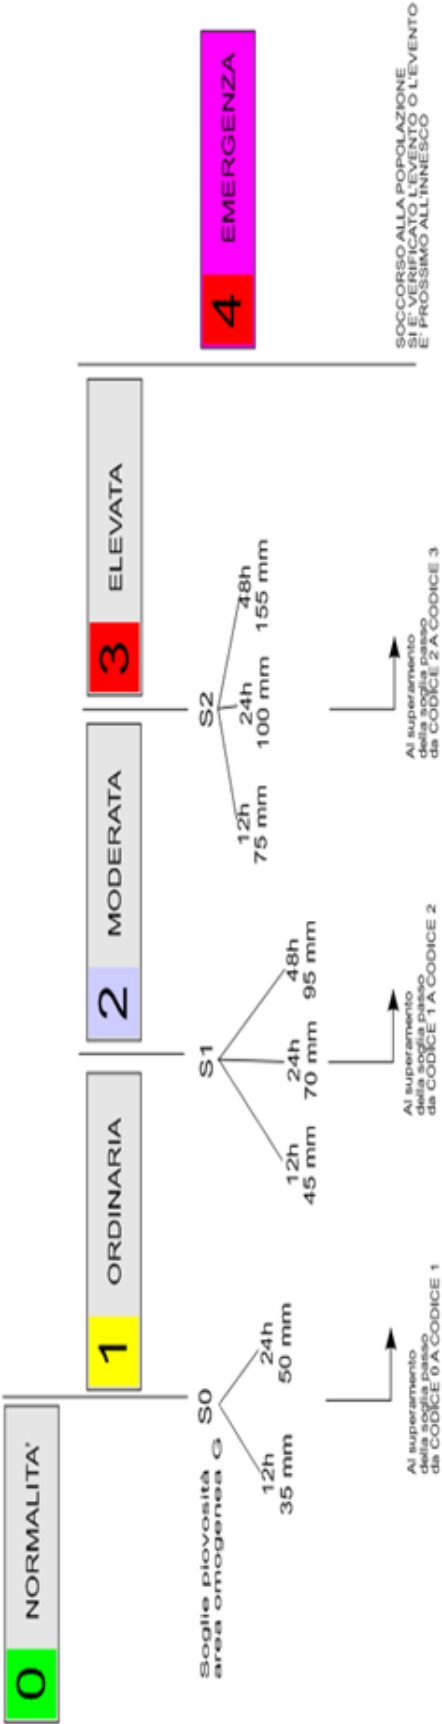 0 NORMALITA'
1 ORDINARIA
2 MODERATA
3 ELEVATA
4 EMERGENZA
Soglie piovosità
area omogenea G
S0
12h
35 mm
24h
50 mm
S1
12h
45 mm
24h
70 mm
48h
95 mm
S2
12h
75 mm
24h
100 mm
48h
155 mm
Al superamento
della soglia passo
da CODICE 0 A CODICE 1
Al superamento
della soglia passo
da CODICE 1 A CODICE 2
Al superamento
della soglia passo
da CODICE 2 A CODICE 3
SOCCORSO ALLA POPOLAZIONE
SI E' VERIFICATO L'EVENTO O L'EVENTO
E' PROSSIMO ALL'INNESCO